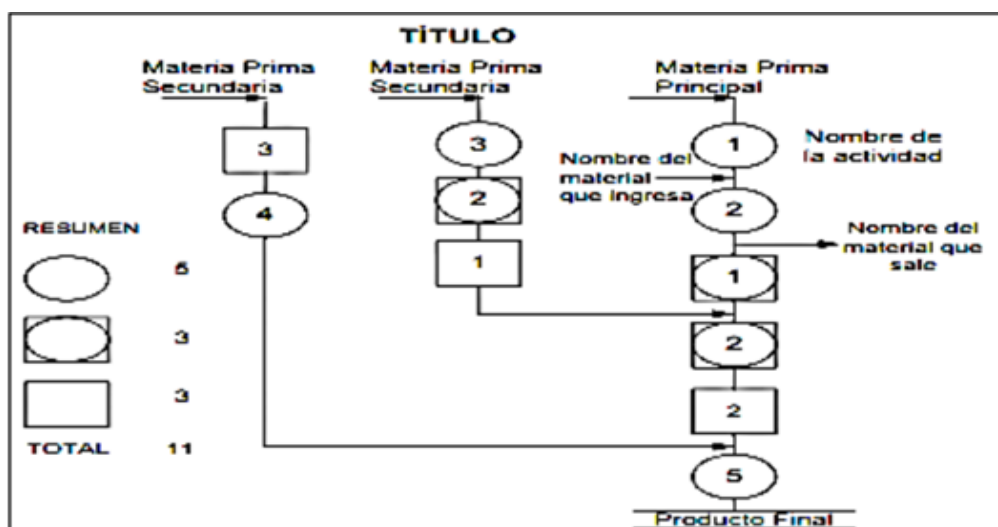 TÍTULO
Materia Prima
Secundaria
Materia Prima
Secundaria
Materia Prima
Principal
3
4
3
2
1
1
Nombre de
la actividad
Nombre del
material
que ingresa
2
Nombre del
material que
sale
1
2
2
5
Producto Final
RESUMEN
5
3
3
TOTAL 11